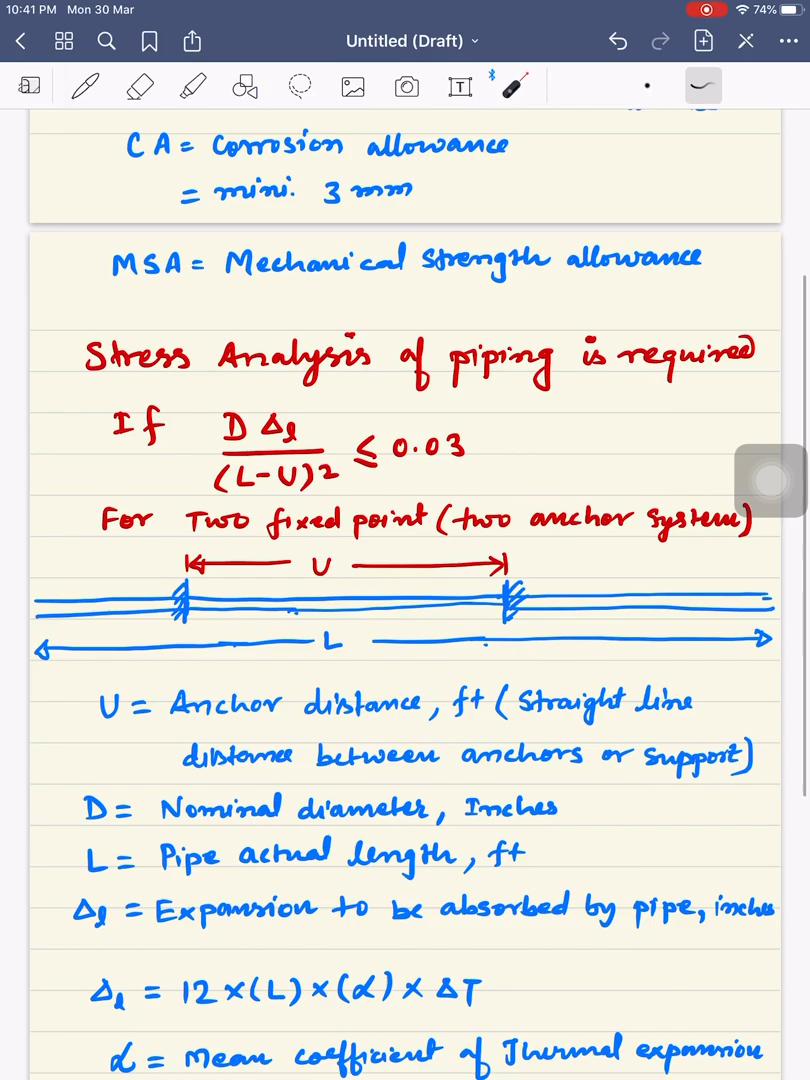 10:41 PM Mon 30 Mar 74%
Untitled (Draft)
T
C A = Corrosion allowance
= mini. 3 mm
MSA = Mechanical strength allowance
Stress Analysis of piping is required
If D Δl / (L-U)2 ≤ 0.03
For Two fixed point (two anchor system)
U
L
U = Anchor distance, ft (Straight line
distance between anchors or support)
D = Nominal diameter, Inches
L = Pipe actual length, ft
Δl = Expansion to be absorbed by pipe, inches
Δl = 12 x (L) x (α) x ΔT
α = Mean coefficient of Thermal expansion